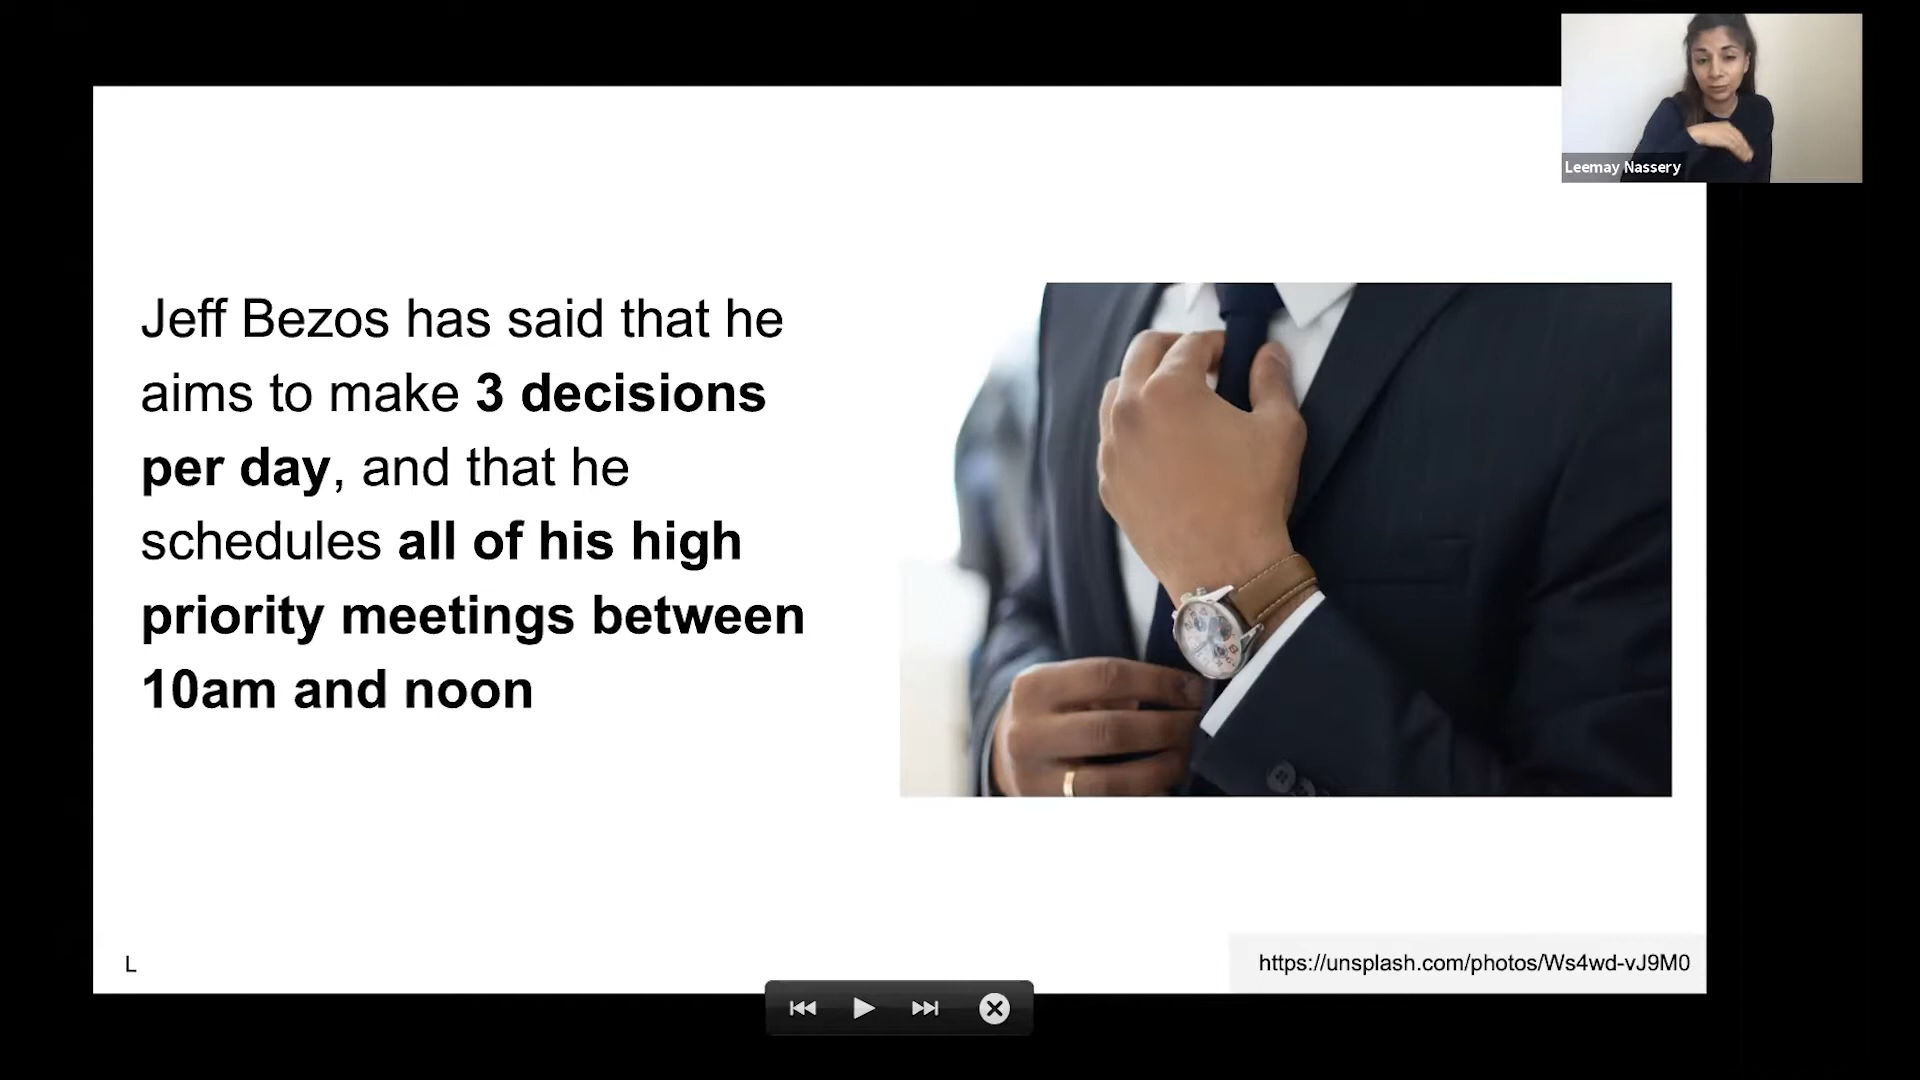 Leemay Nassery
Jeff Bezos has said that he
aims to make 3 decisions
per day, and that he
schedules all of his high
priority meetings between
10am and noon
L
https://unsplash.com/photos/Ws4wd-vJ9M0